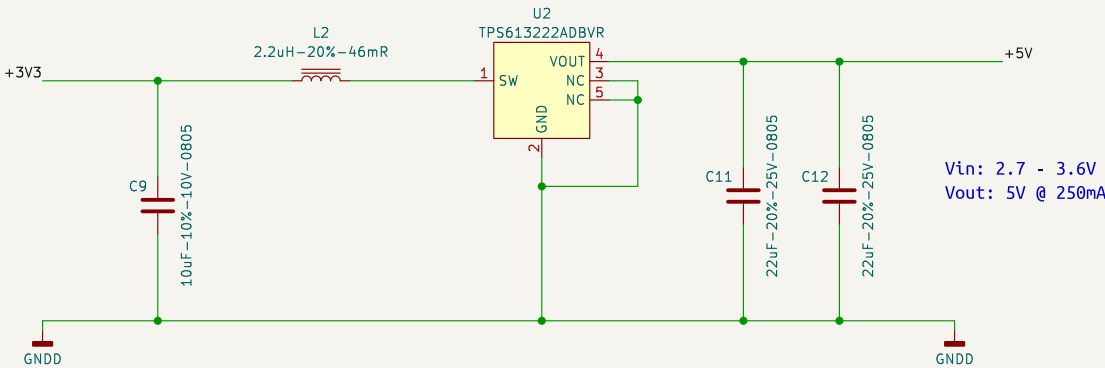 U2
TPS613222ADBVR
L2
2.2uH-20%-46mR
+3V3
1
SW
VOUT
4
NC
3
NC
5
GND
2
+5V
C9
10uF-10%-10V-0805
C11
22uF-20%-25V-0805
C12
22uF-20%-25V-0805
Vin: 2.7 - 3.6V
Vout: 5V @ 250mA
GNDD
GNDD